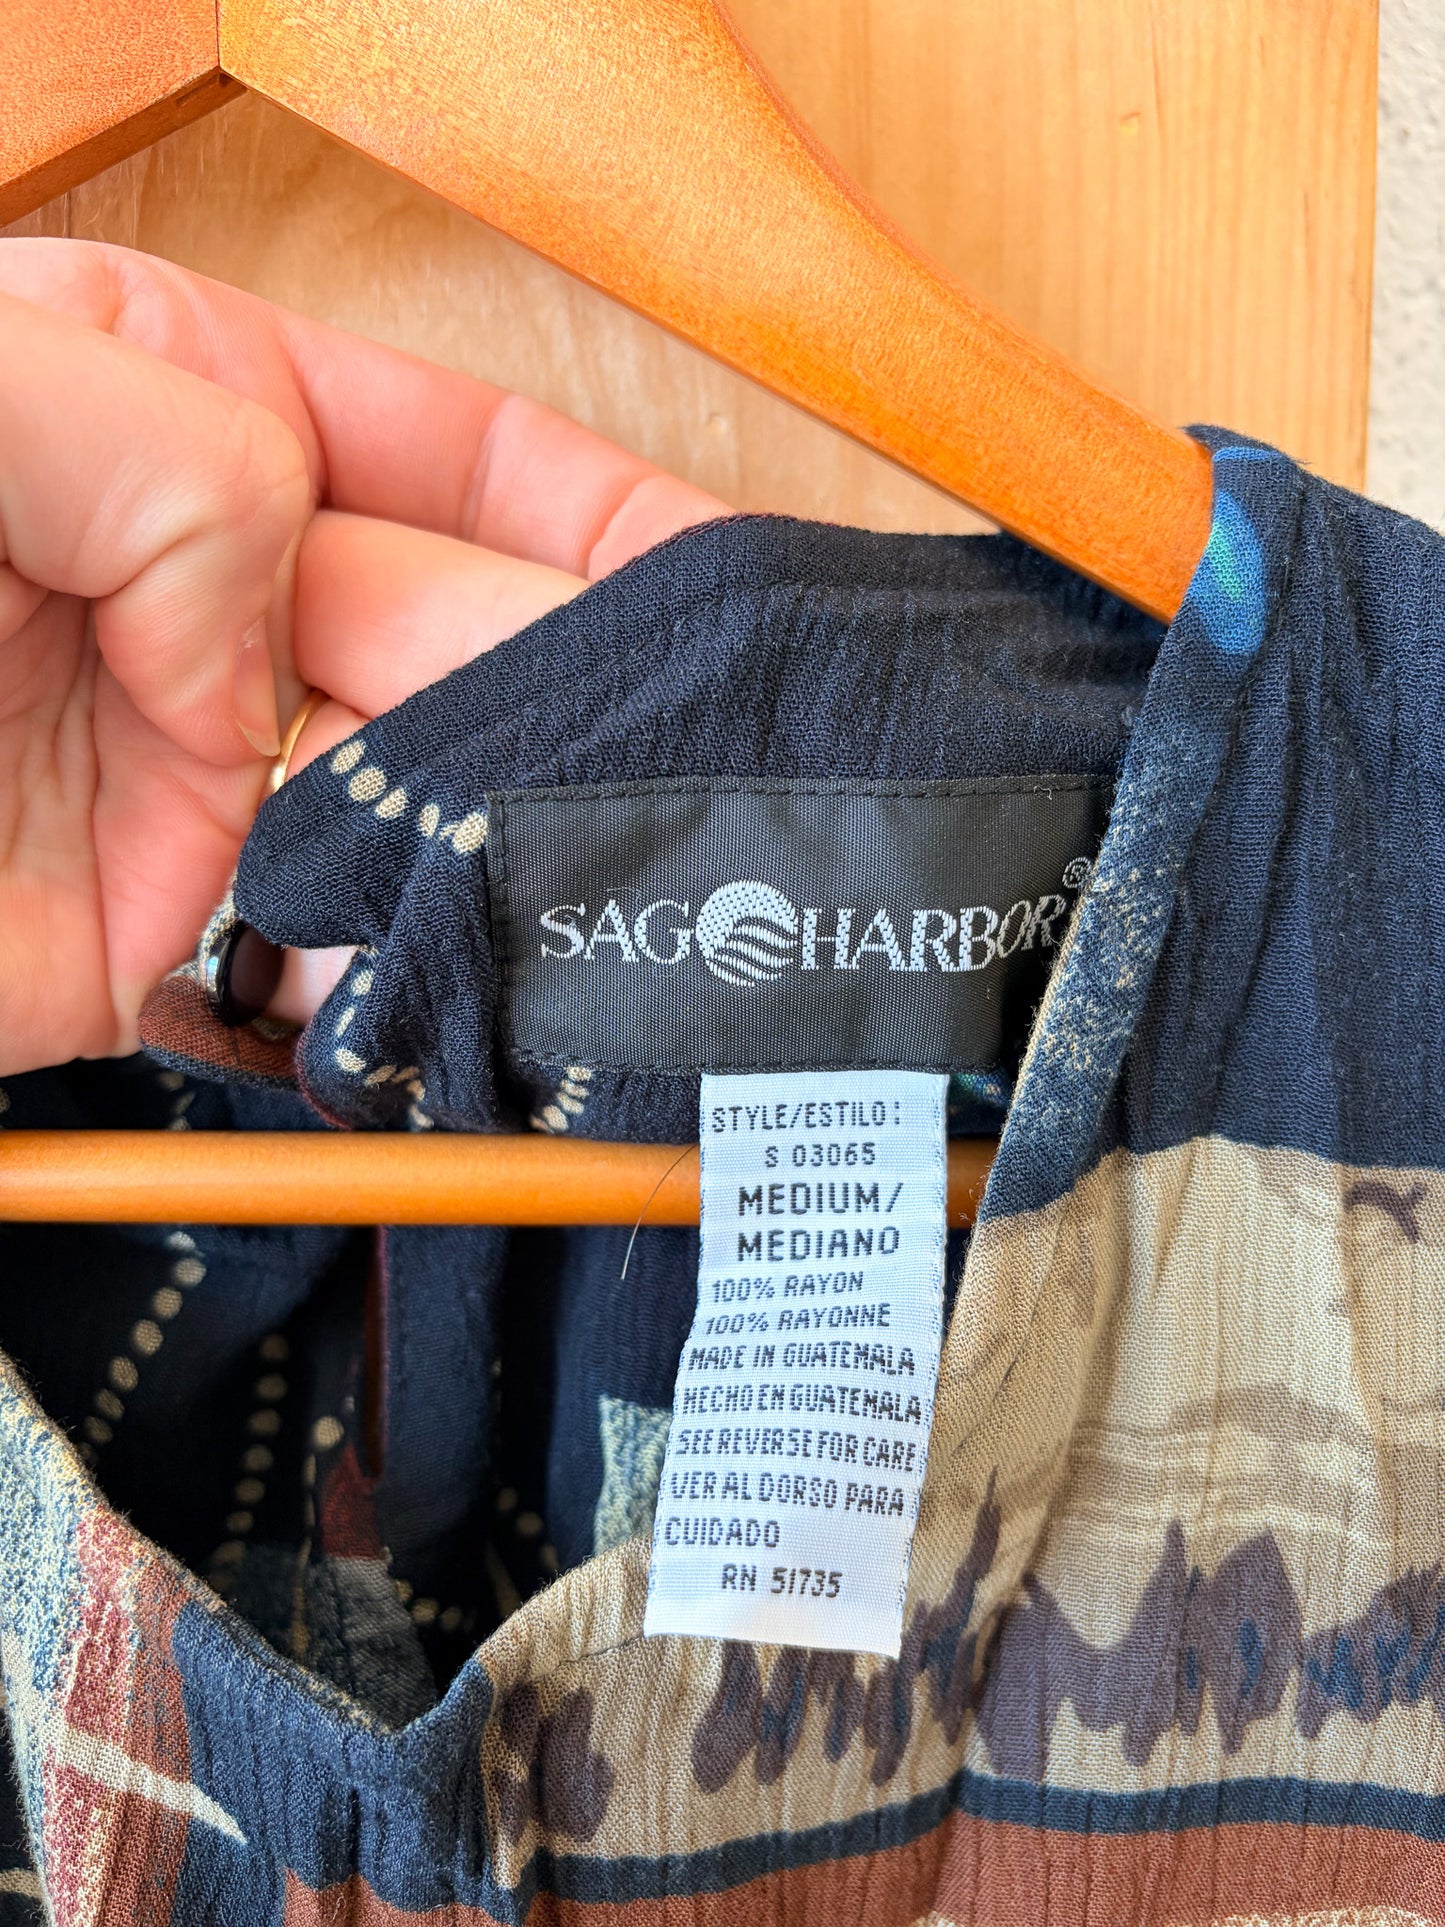 SAG HARBOR®
STYLE/ESTILO:
S 03065
MEDIUM/
MEDIANO
100% RAYON
100% RAYONNE
MADE IN GUATEMALA
HECHO EN GUATEMALA
SEE REVERSE FOR CARE
VER AL DORSO PARA
CUIDADO
RN 51735